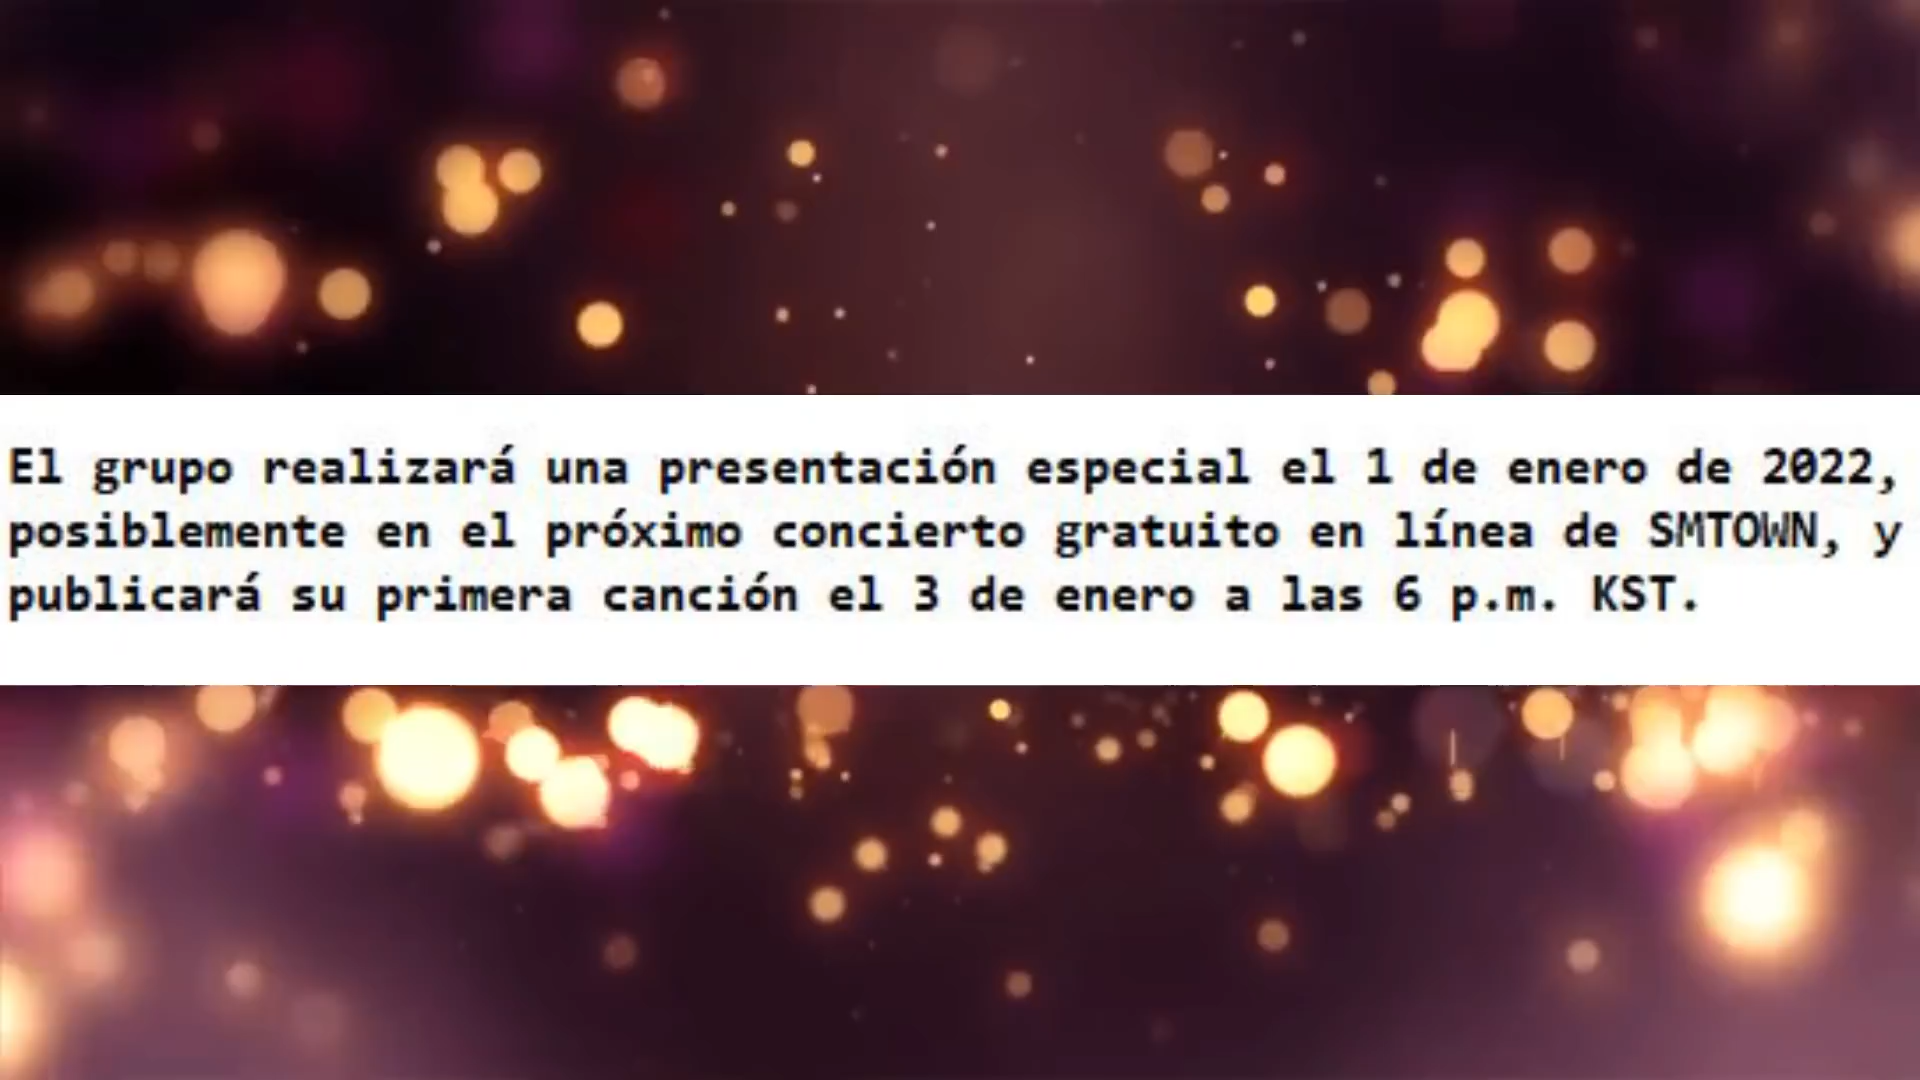 El grupo realizará una presentación especial el 1 de enero de 2022,
posiblemente en el próximo concierto gratuito en línea de SMTOWN, y
publicará su primera canción el 3 de enero a las 6 p.m. KST.